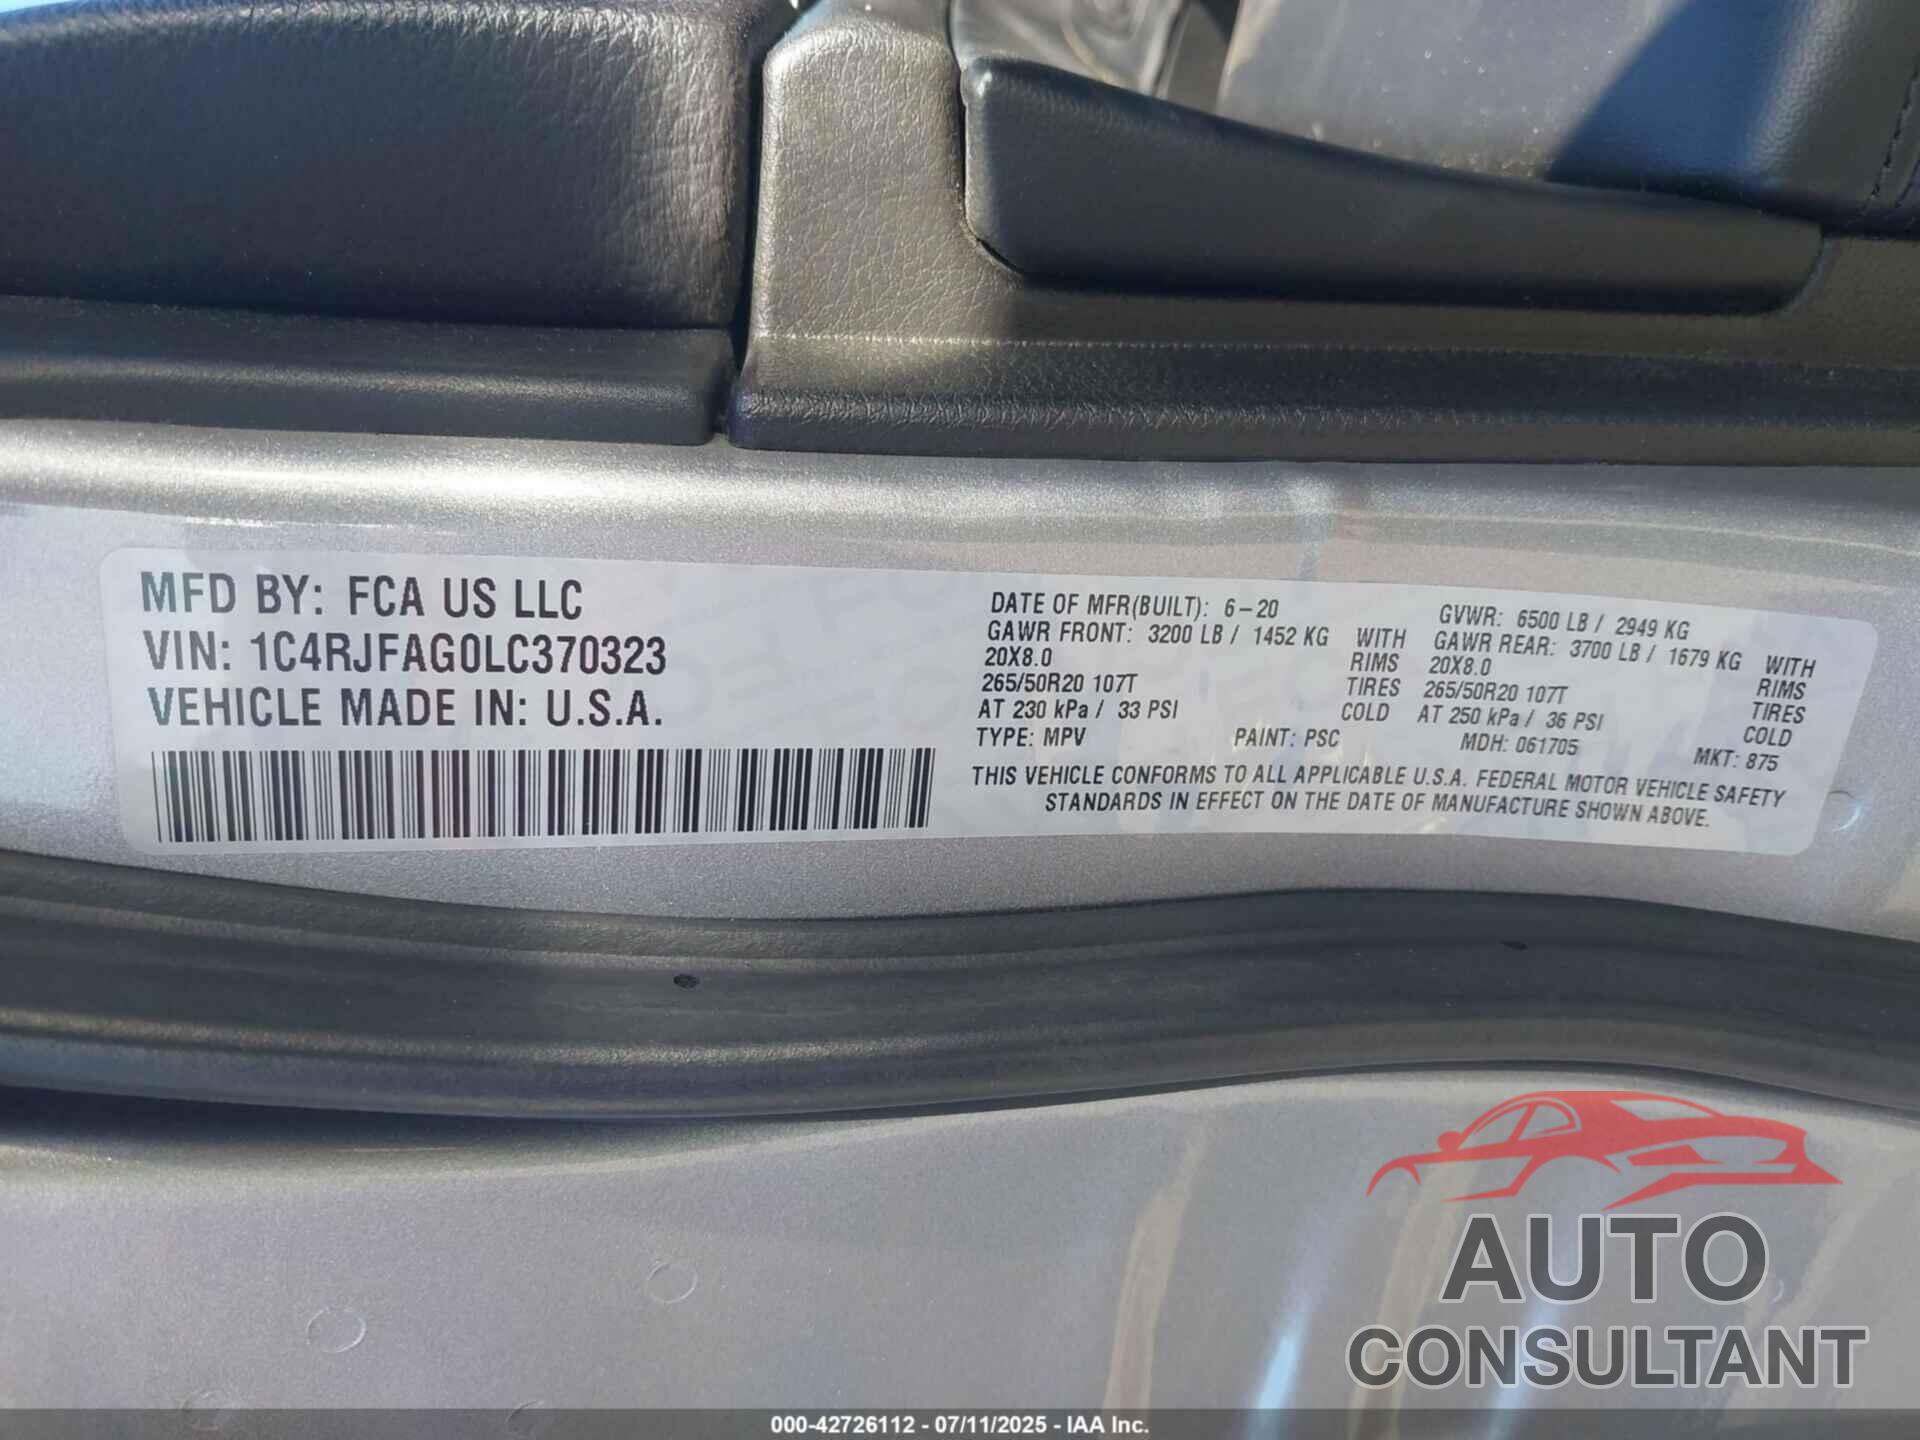 MFD BY: FCA US LLC
VIN: 1C4RJFAG0LC370323
VEHICLE MADE IN: U.S.A.
DATE OF MFR(BUILT): 6-20 GVWR: 6500 LB / 2949 KG
GAWR FRONT: 3200 LB / 1452 KG WITH GAWR REAR: 3700 LB / 1679 KG WITH
20X8.0 RIMS 20X8.0 RIMS
265/50R20 107T TIRES 265/50R20 107T TIRES
AT 230 kPa / 33 PSI COLD AT 250 kPa / 36 PSI COLD
TYPE: MPV PAINT: PSC MDH: 061705 MKT: 875
THIS VEHICLE CONFORMS TO ALL APPLICABLE U.S.A. FEDERAL MOTOR VEHICLE SAFETY
STANDARDS IN EFFECT ON THE DATE OF MANUFACTURE SHOWN ABOVE.
AUTO
CONSULTANT
000-42726112 - 07/11/2025 - IAA Inc.